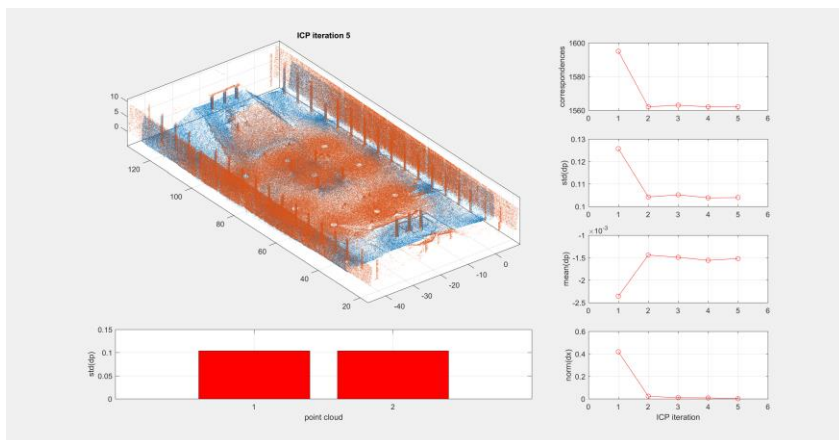 ICP iteration 5
10
5
0
120
100
80
60
40
20
-40
-30
-20
-10
0
1600
1560
correspondences
0 1 2 3 4 5 6
0.13
0.12
0.11
0.1
std(dp)
0 1 2 3 4 5 6
×10⁻³
-1
-1.5
-2
-2.5
mean(dp)
0 1 2 3 4 5 6
0.6
0.4
0.2
0
norm(dx)
0 1 2 3 4 5 6
ICP iteration
0.15
0.1
0.05
0
std(dp)
1 2
point cloud